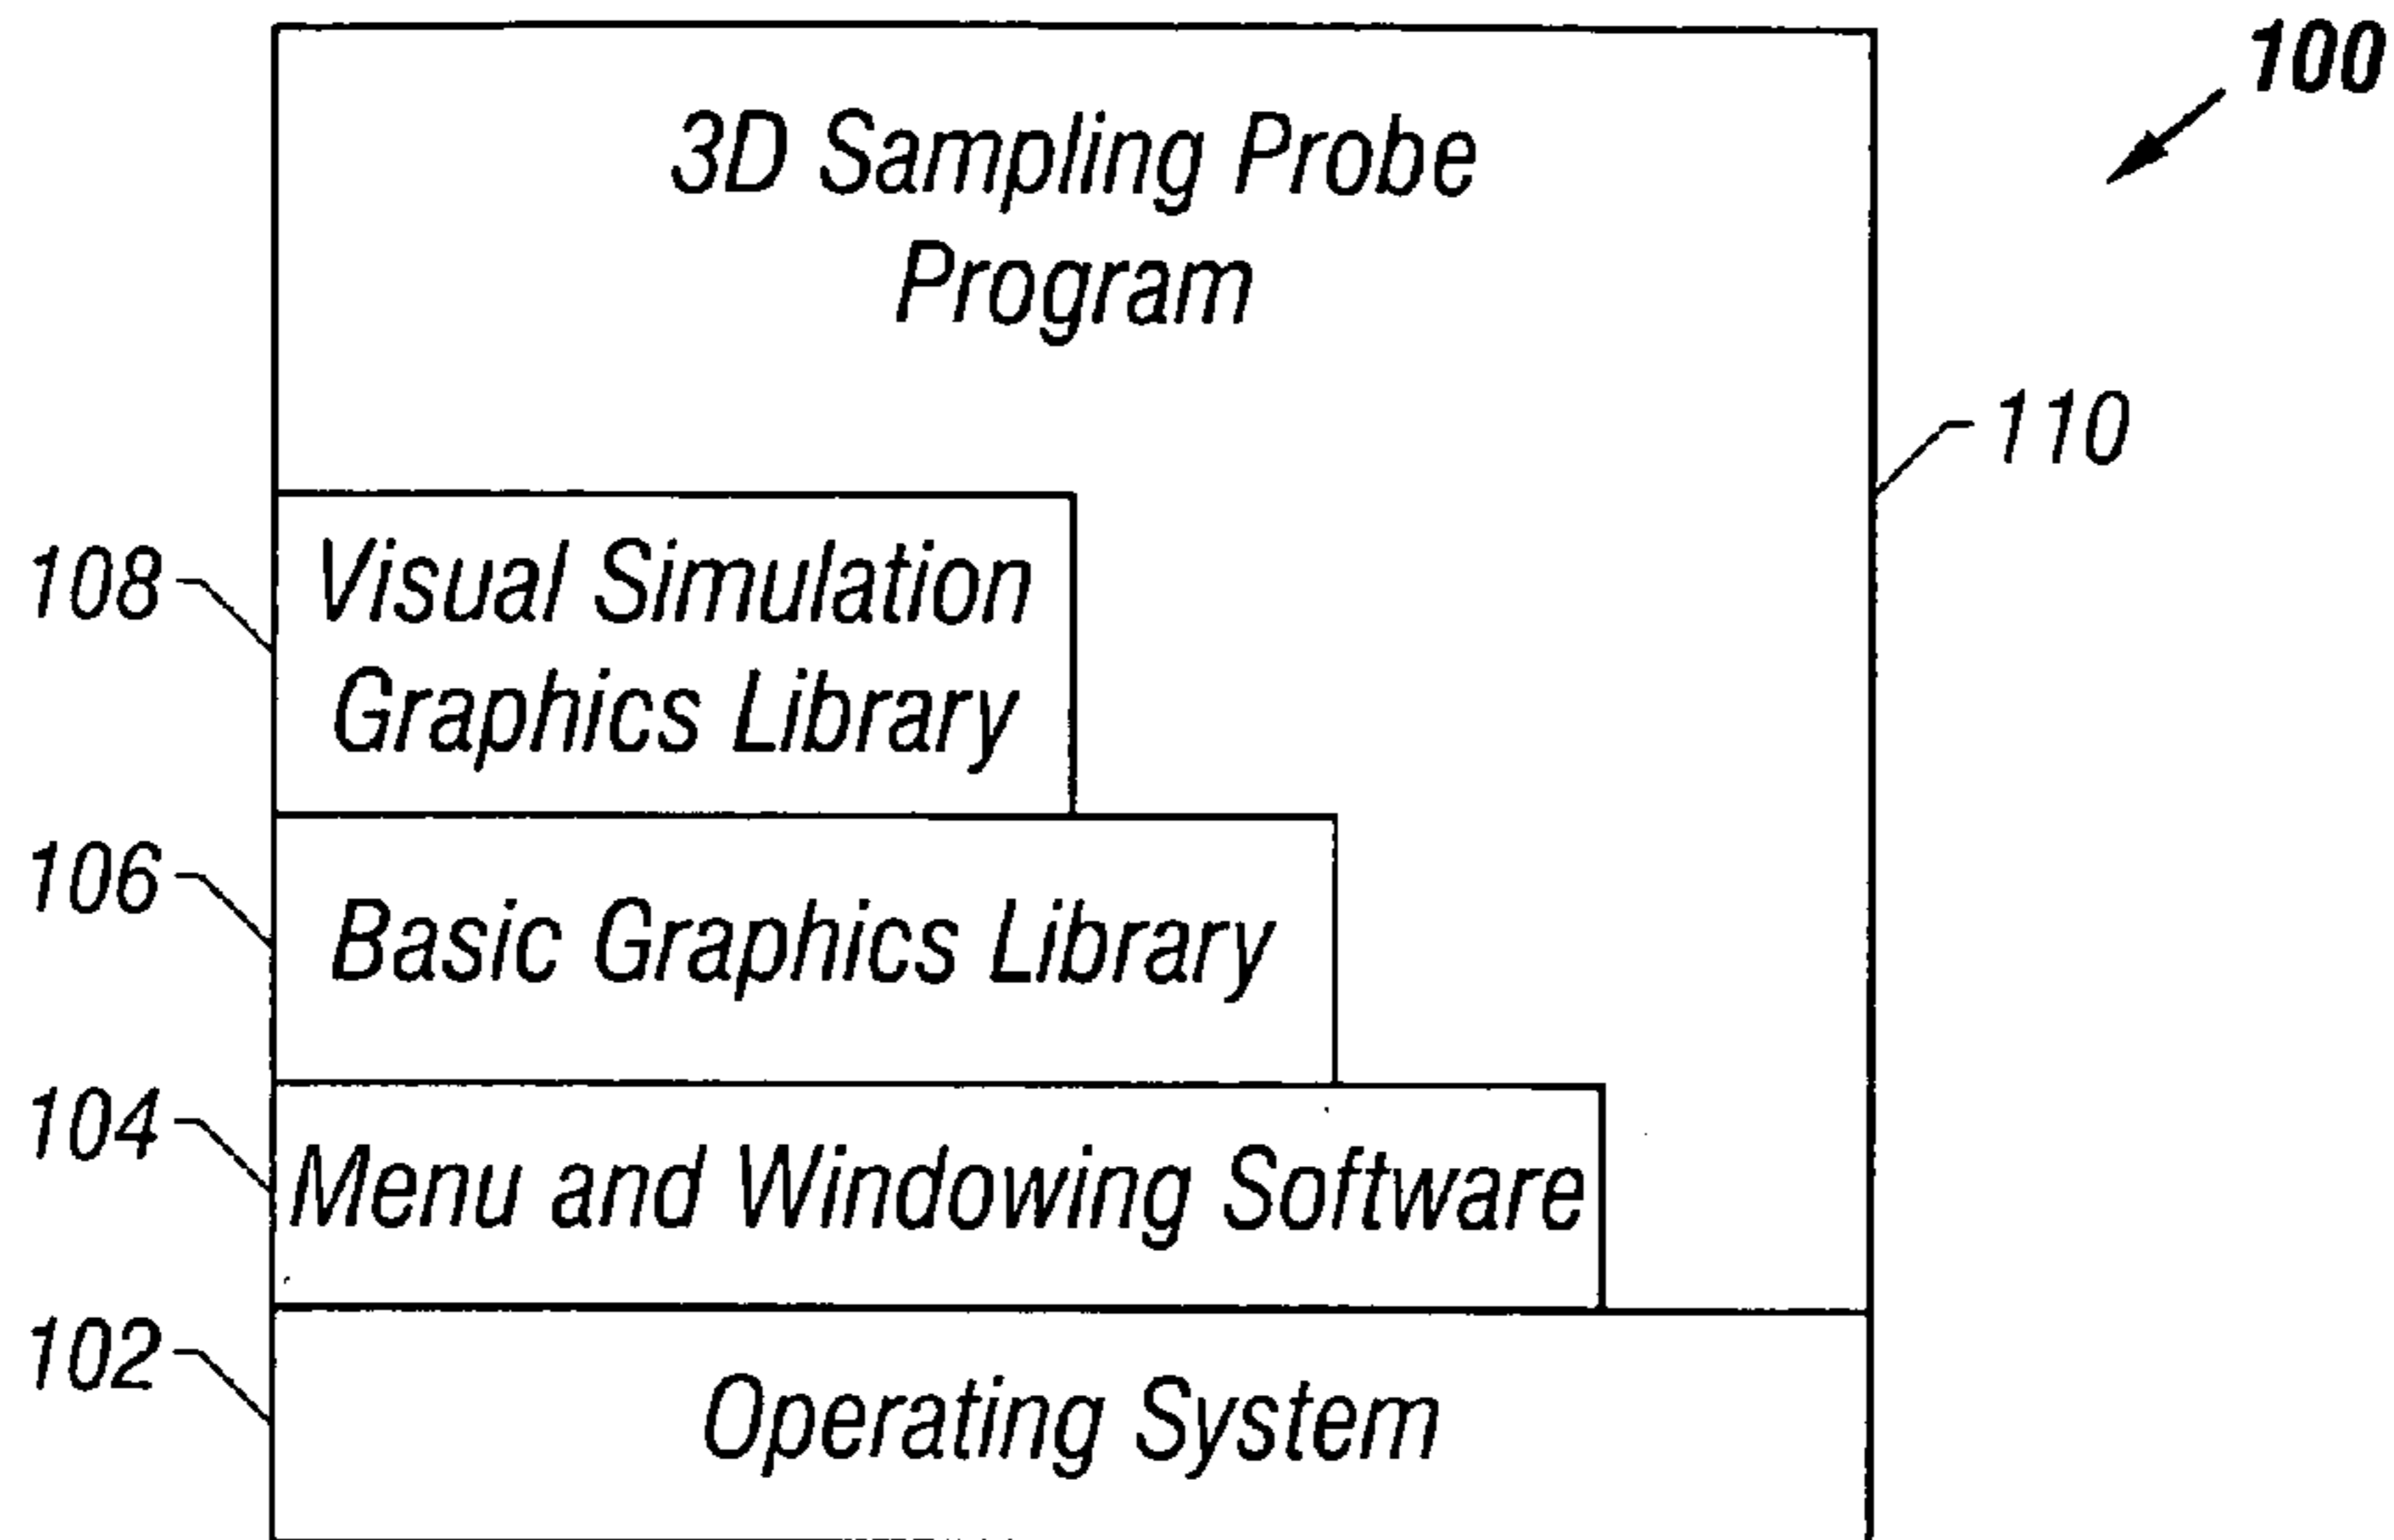 100
3D Sampling Probe
Program
110
108
Visual Simulation
Graphics Library
106
Basic Graphics Library
104
Menu and Windowing Software
102
Operating System